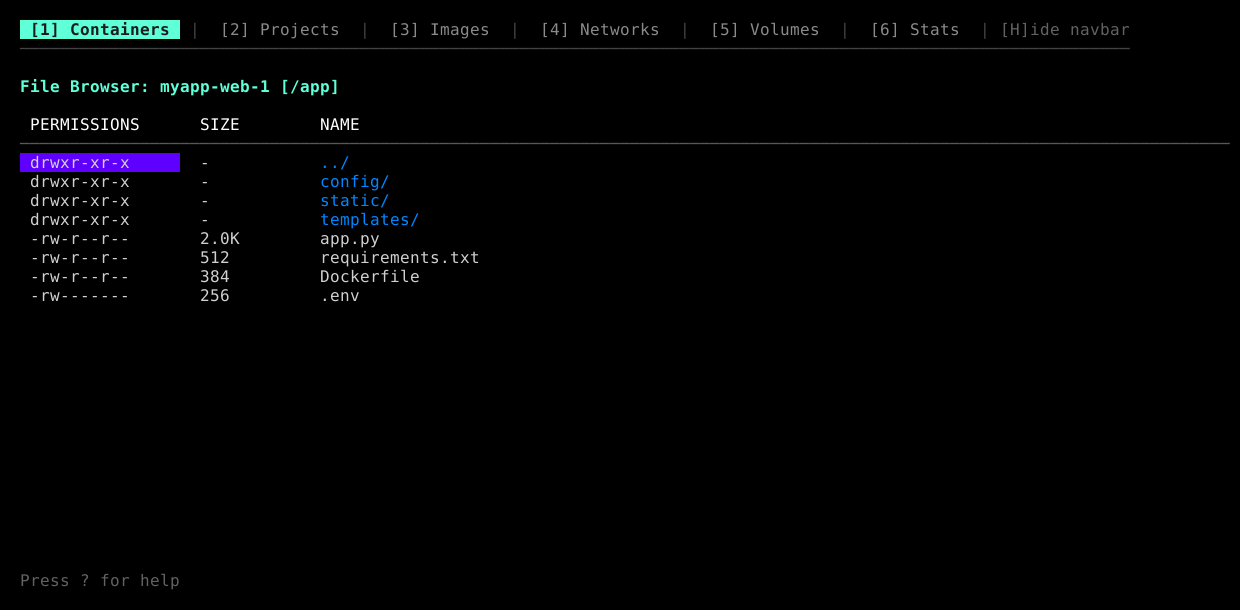 [1] Containers | [2] Projects | [3] Images | [4] Networks | [5] Volumes | [6] Stats | [H]ide navbar
File Browser: myapp-web-1 [/app]
PERMISSIONS SIZE NAME
drwxr-xr-x - ../
drwxr-xr-x - config/
drwxr-xr-x - static/
drwxr-xr-x - templates/
-rw-r--r-- 2.0K app.py
-rw-r--r-- 512 requirements.txt
-rw-r--r-- 384 Dockerfile
-rw------- 256 .env
Press ? for help